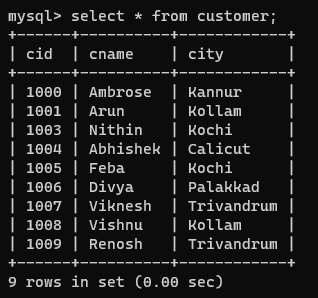 mysql> select * from customer;
+------+----------+------------+
| cid  | cname    | city       |
+------+----------+------------+
| 1000 | Ambrose  | Kannur     |
| 1001 | Arun     | Kollam     |
| 1003 | Nithin   | Kochi      |
| 1004 | Abhishek | Calicut    |
| 1005 | Feba     | Kochi      |
| 1006 | Divya    | Palakkad   |
| 1007 | Viknesh  | Trivandrum |
| 1008 | Vishnu   | Kollam     |
| 1009 | Renosh   | Trivandrum |
+------+----------+------------+
9 rows in set (0.00 sec)